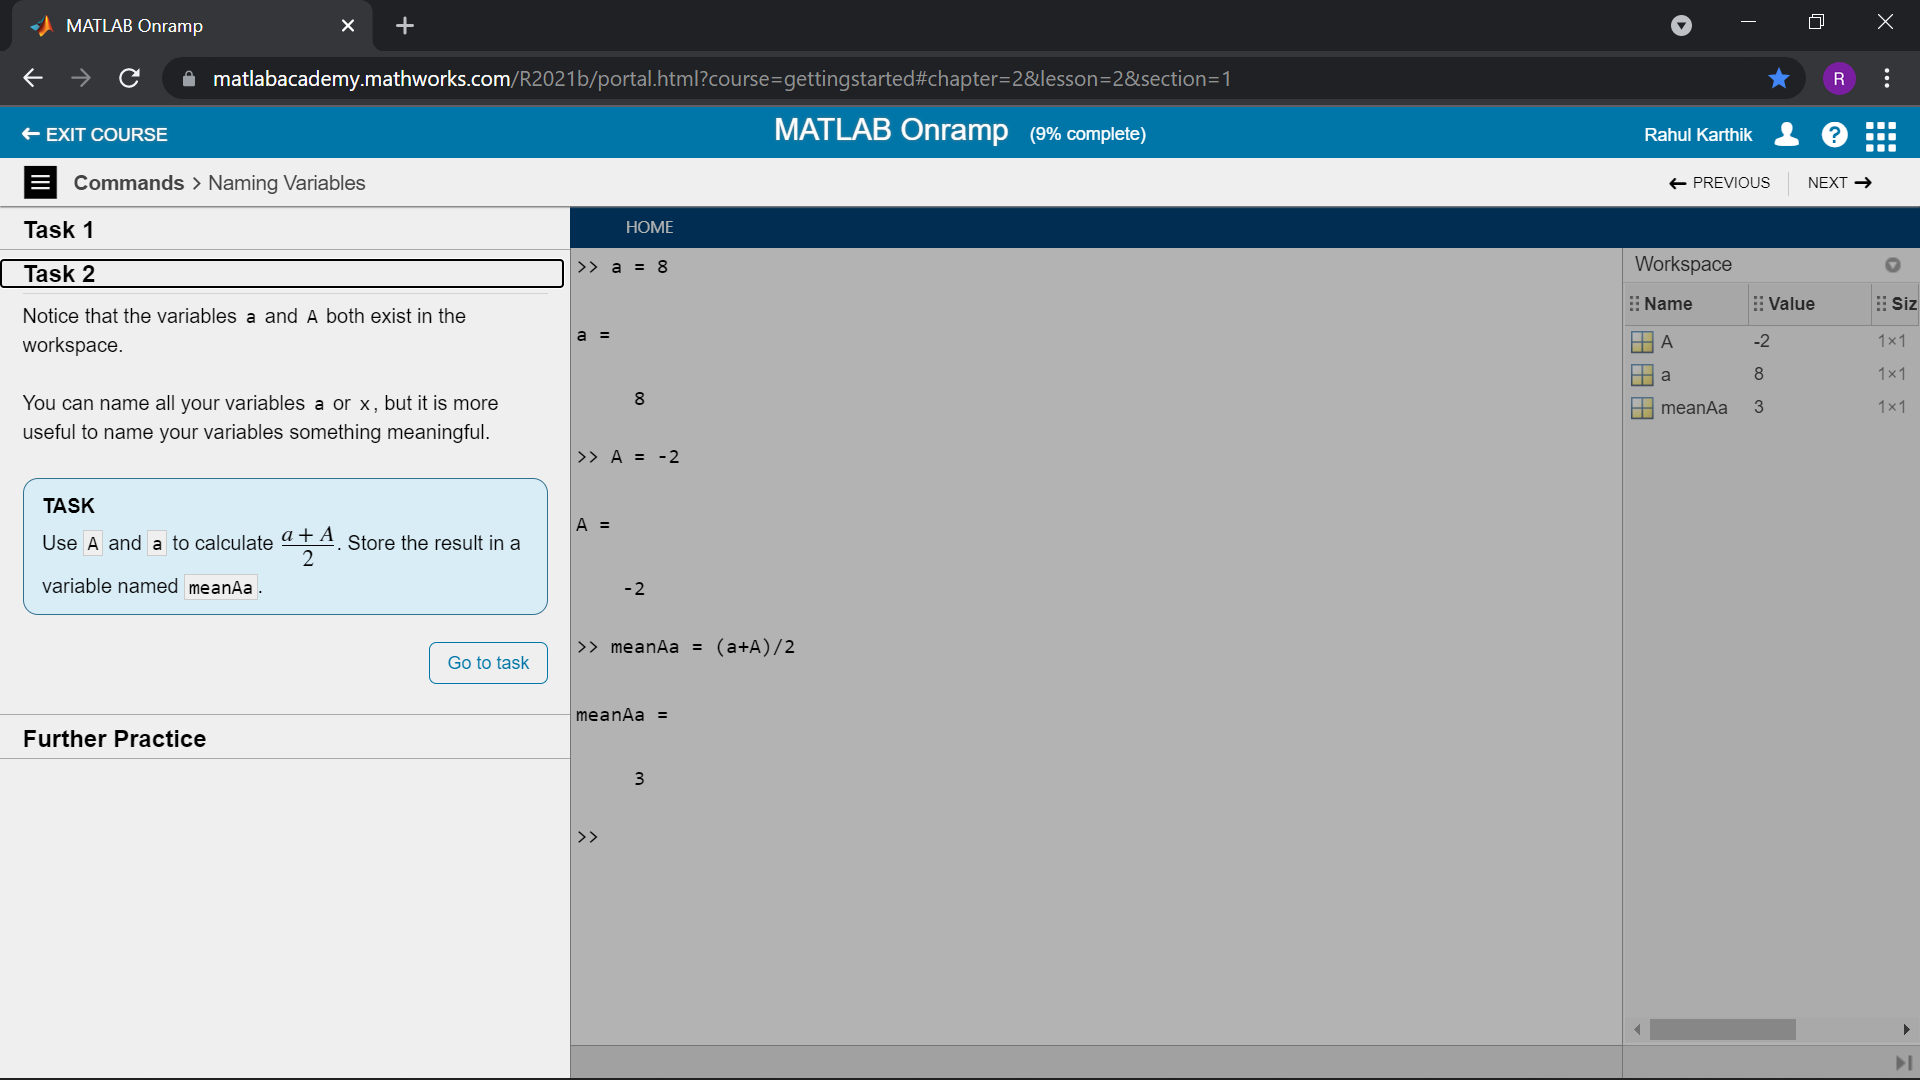 MATLAB Onramp
matlabacademy.mathworks.com/R2021b/portal.html?course=gettingstarted#chapter=2&lesson=2&section=1
R
EXIT COURSE
MATLAB Onramp (9% complete)
Rahul Karthik
?
Commands > Naming Variables
PREVIOUS
NEXT
Task 1
Task 2
Notice that the variables a and A both exist in the
workspace.
You can name all your variables a or x, but it is more
useful to name your variables something meaningful.
TASK
Use A and a to calculate (a + A)/2. Store the result in a
variable named meanAa.
Go to task
Further Practice
HOME
>> a = 8
a =
8
>> A = -2
A =
-2
>> meanAa = (a+A)/2
meanAa =
3
>>
Workspace
Name Value Siz
A -2 1×1
a 8 1×1
meanAa 3 1×1